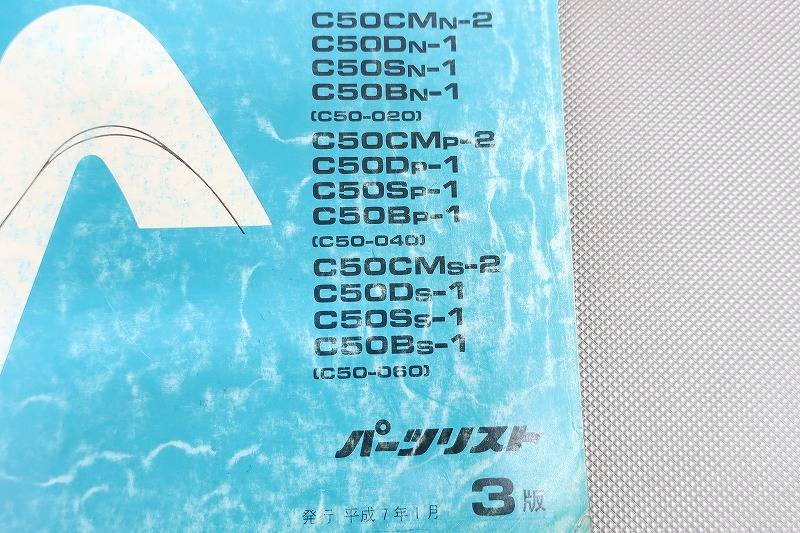 C50CMN-2
C50DN-1
C50SN-1
C50BN-1
(C50-020)
C50CMP-2
C50DP-1
C50SP-1
C50BP-1
(C50-040)
C50CMS-2
C50DS-1
C50SS-1
C50BS-1
(C50-060)
パーツリスト
発行 平成7年1月 3版